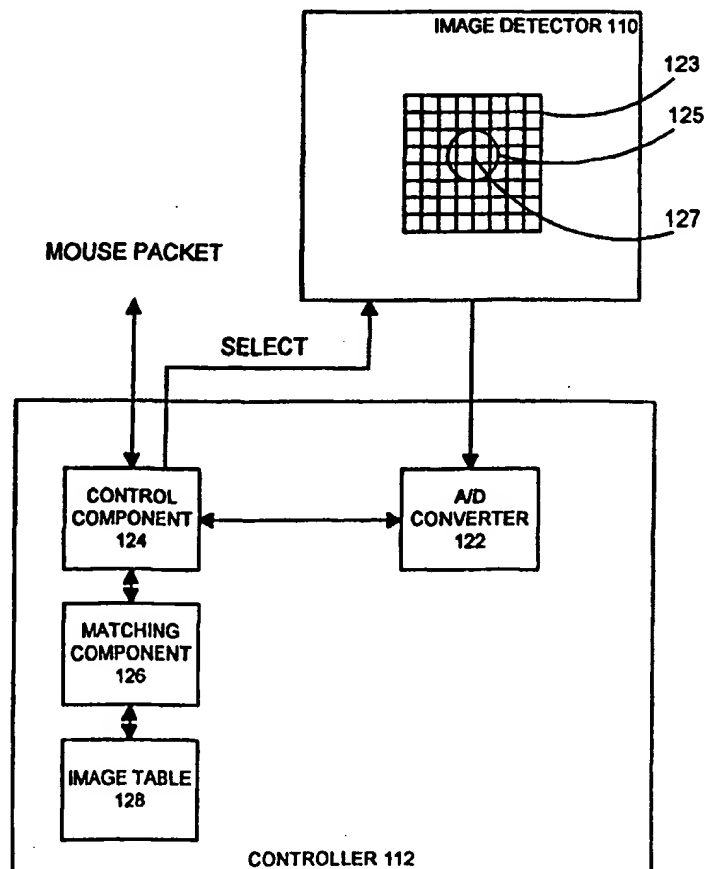 IMAGE DETECTOR 110
123
125
127
MOUSE PACKET
SELECT
CONTROL
COMPONENT
124
A/D
CONVERTER
122
MATCHING
COMPONENT
126
IMAGE TABLE
128
CONTROLLER 112